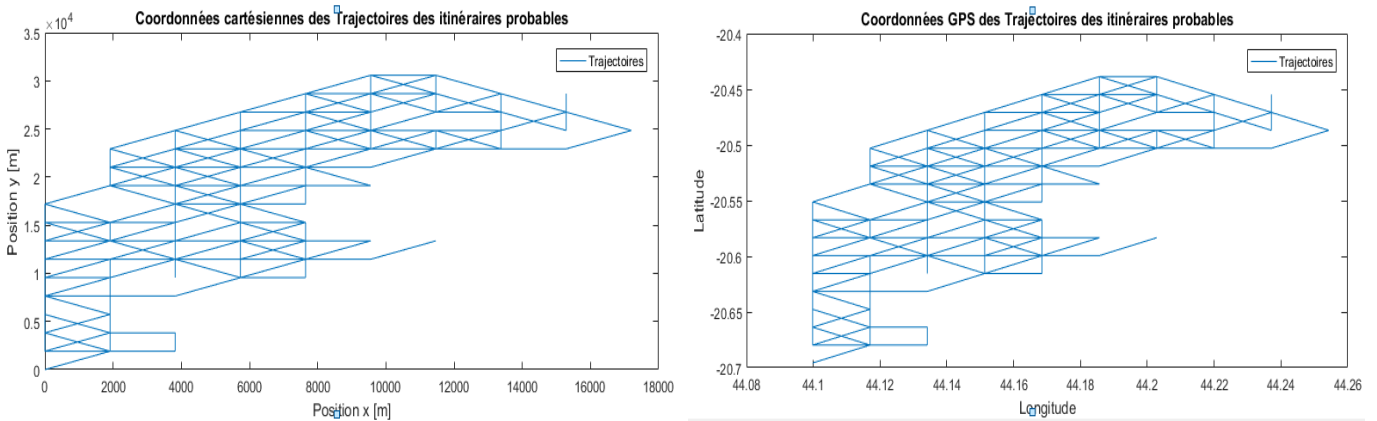 Coordonnées cartésiennes des Trajectoires des itinéraires probables
×10^4
3.5
3
2.5
2
1.5
1
0.5
0
Position y [m]
Trajectoires
0 2000 4000 6000 8000 10000 12000 14000 16000 18000
Position x [m]
Coordonnées GPS des Trajectoires des itinéraires probables
-20.4
-20.45
-20.5
-20.55
-20.6
-20.65
-20.7
Latitude
Trajectoires
44.08 44.1 44.12 44.14 44.16 44.18 44.2 44.22 44.24 44.26
Longitude